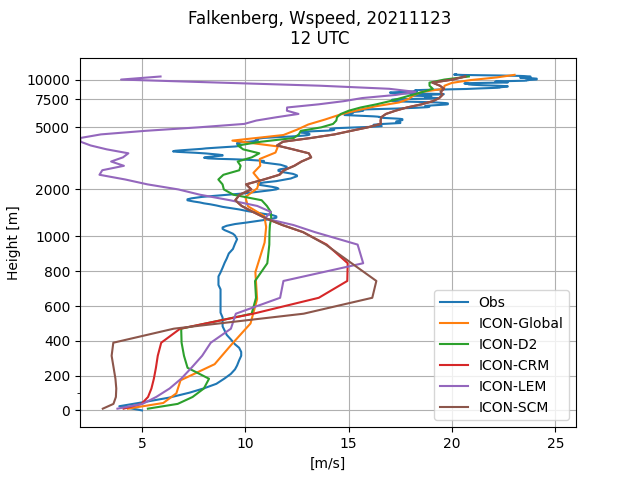 Falkenberg, Wspeed, 20211123
12 UTC
Height [m]
10000
7500
5000
2000
1000
800
600
400
200
0
Obs
ICON-Global
ICON-D2
ICON-CRM
ICON-LEM
ICON-SCM
5 10 15 20 25
[m/s]